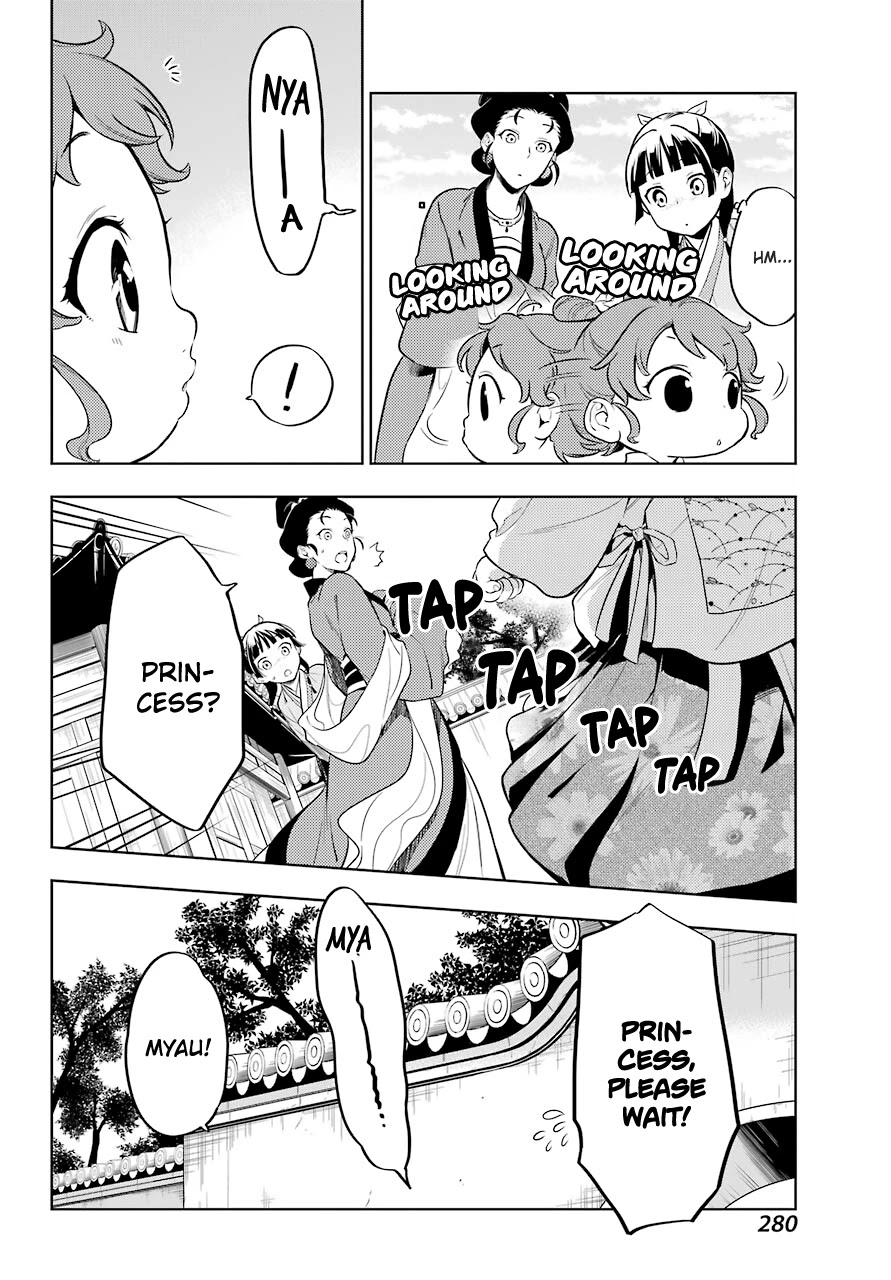 HM...
LOOKING
AROUND
LOOKING
AROUND
NYA
A
!
TAP
TAP
TAP
TAP
PRIN-
CESS?
PRIN-
CESS,
PLEASE
WAIT!
MYA
MYAU!
280